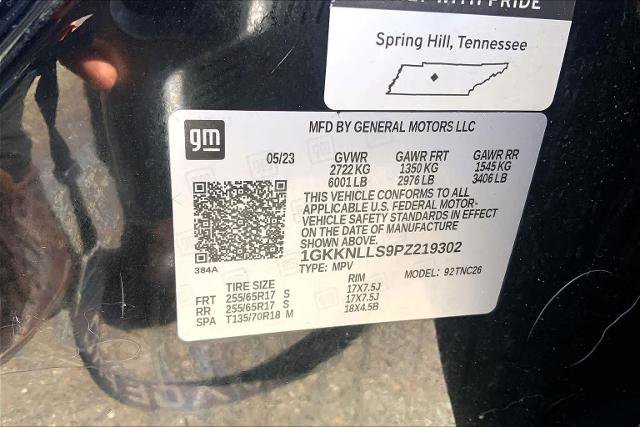 WITH PRIDE
Spring Hill, Tennessee
gm
MFD BY GENERAL MOTORS LLC
05/23 GVWR GAWR FRT GAWR RR
2722 KG 1350 KG 1545 KG
6001 LB 2976 LB 3406 LB
THIS VEHICLE CONFORMS TO ALL
APPLICABLE U.S. FEDERAL MOTOR-
VEHICLE SAFETY STANDARDS IN EFFECT
ON THE DATE OF MANUFACTURE
SHOWN ABOVE.
1GKKNLLS9PZ219302
384A
TYPE: MPV MODEL: 92TNC26
TIRE SIZE RIM
FRT 255/65R17 S 17X7.5J
RR 255/65R17 S 17X7.5J
SPA T135/70R18 M 18X4.5B